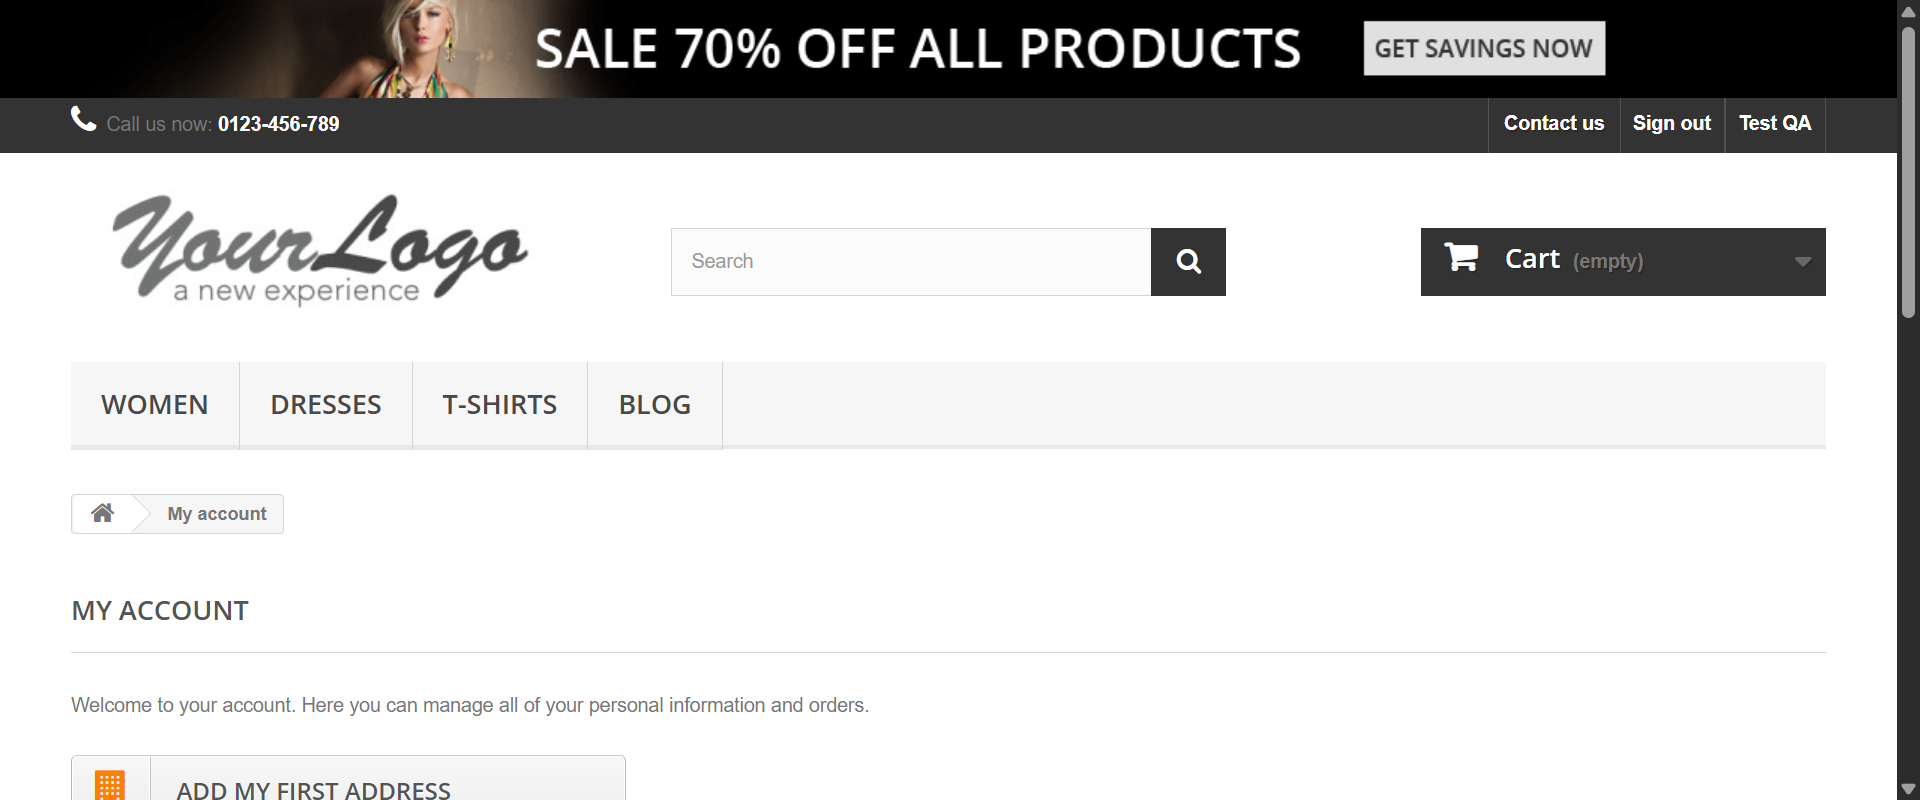 SALE 70% OFF ALL PRODUCTS GET SAVINGS NOW
Call us now: 0123-456-789 Contact us Sign out Test QA
YourLogo
a new experience
Search
Cart (empty)
WOMEN DRESSES T-SHIRTS BLOG
My account
MY ACCOUNT
Welcome to your account. Here you can manage all of your personal information and orders.
ADD MY FIRST ADDRESS